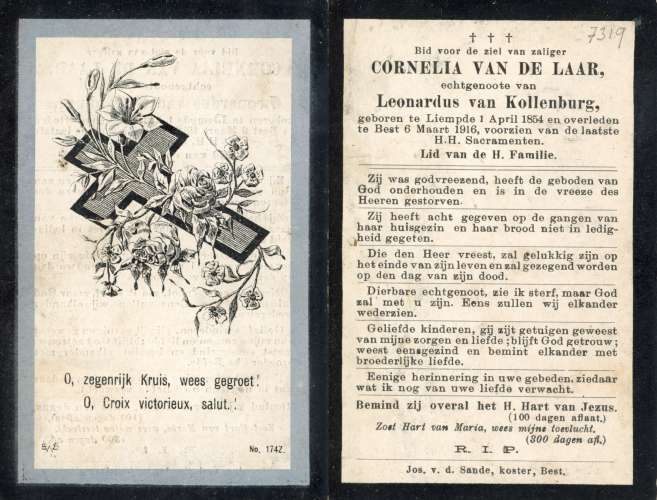 O, zegenrijk Kruis, wees gegroet!
O, Croix victorieux, salut.!
No. 174Z.
7319
† † †
Bid voor de ziel van zaliger
CORNELIA VAN DE LAAR,
echtgenoote van
Leonardus van Kollenburg,
geboren te Liempde 1 April 1854 en overleden
te Best 6 Maart 1916, voorzien van de laatste
H.H. Sacramenten.
Lid van de H. Familie.
Zij was godvreezend, heeft de geboden van
God onderhouden en is in de vreeze des
Heeren gestorven.
Zij heeft acht gegeven op de gangen van
haar huisgezin en haar brood niet in ledig-
heid gegeten.
Die den Heer vreest, zal gelukkig zijn op
het einde van zijn leven en zal gezegend worden
op den dag van zijn dood.
Dierbare echtgenoot, zie ik sterf, maar God
zal met u zijn. Eens zullen wij elkander
wederzien.
Geliefde kinderen, gij zijt getuigen geweest
van mijne zorgen en liefde; blijft God getrouw;
weest eensgezind en bemint elkander met
broederlijke liefde.
Eenige herinnering in uwe gebeden, ziedaar
wat ik nog van uwe liefde verwacht.
Bemind zij overal het H. Hart van Jezus.
(100 dagen aflaat.)
Zoet Hart van Maria, wees mijne toevlucht.
(300 dagen afl.)
R. I. P.
Jos. v. d. Sande, koster, Best.